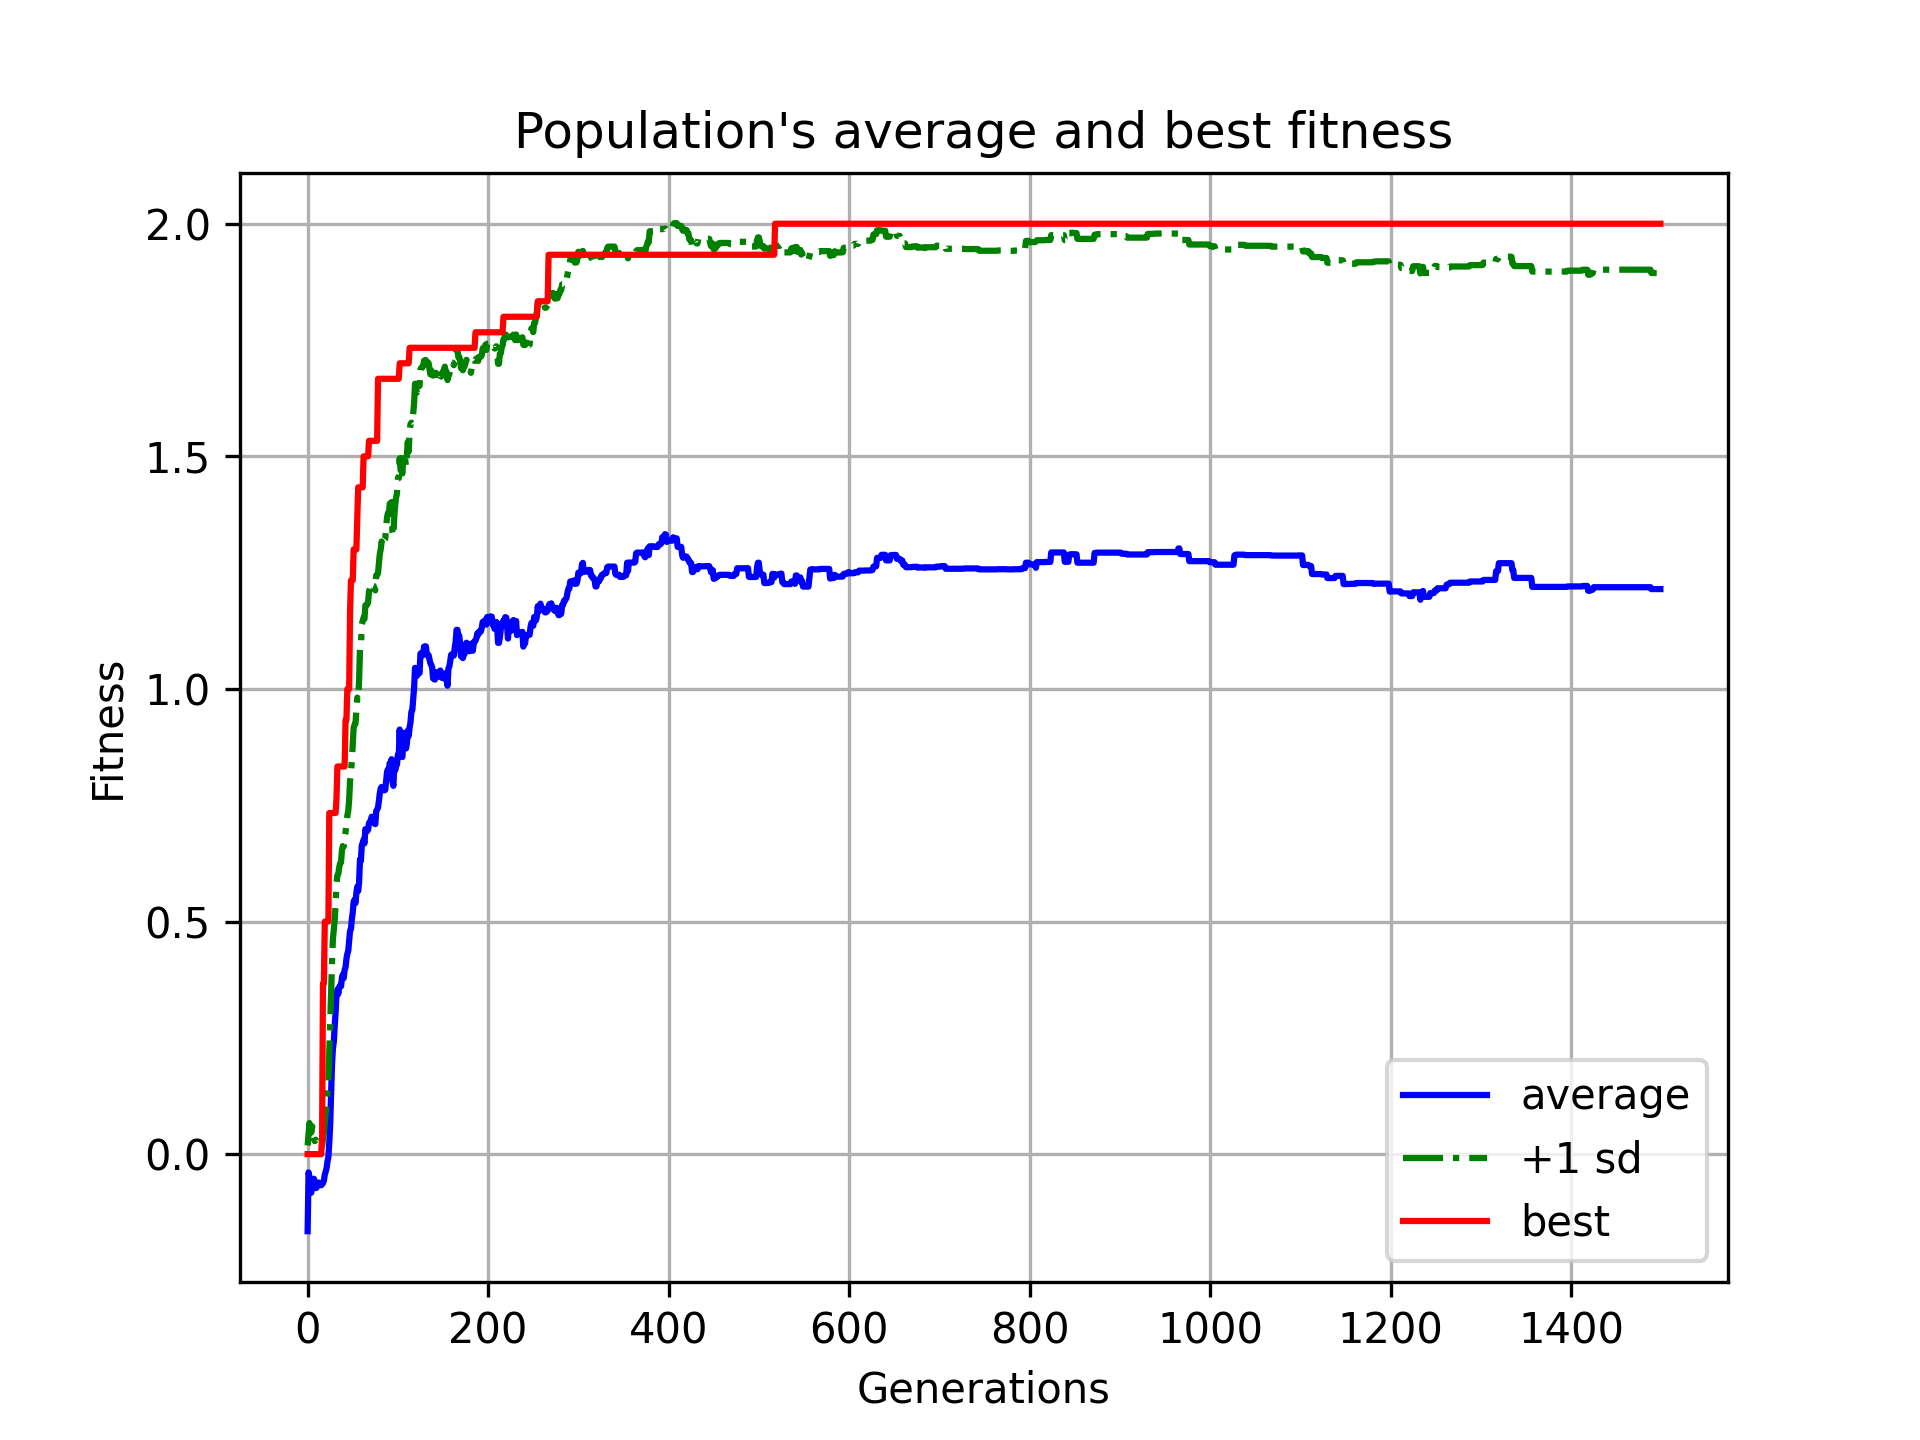 Population's average and best fitness
2.0
1.5
1.0
0.5
0.0
Fitness
0 200 400 600 800 1000 1200 1400
Generations
average
+1 sd
best